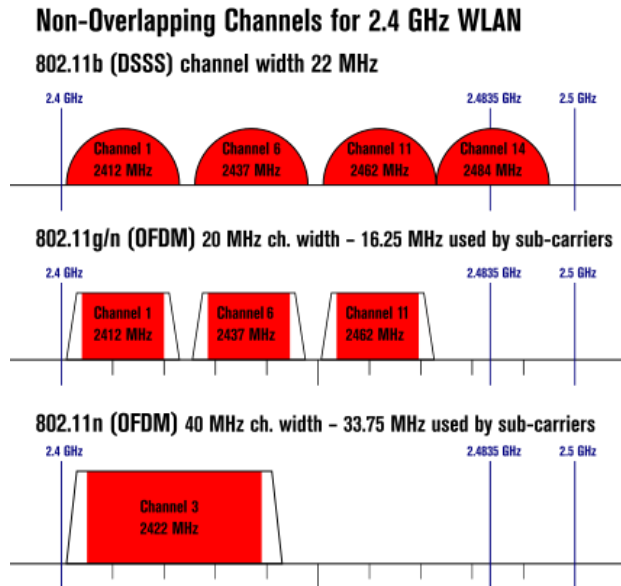 Non-Overlapping Channels for 2.4 GHz WLAN
802.11b (DSSS) channel width 22 MHz
2.4 GHz
2.4835 GHz
2.5 GHz
Channel 1
2412 MHz
Channel 6
2437 MHz
Channel 11
2462 MHz
Channel 14
2484 MHz
802.11g/n (OFDM) 20 MHz ch. width – 16.25 MHz used by sub-carriers
2.4 GHz
2.4835 GHz
2.5 GHz
Channel 1
2412 MHz
Channel 6
2437 MHz
Channel 11
2462 MHz
802.11n (OFDM) 40 MHz ch. width – 33.75 MHz used by sub-carriers
2.4 GHz
2.4835 GHz
2.5 GHz
Channel 3
2422 MHz